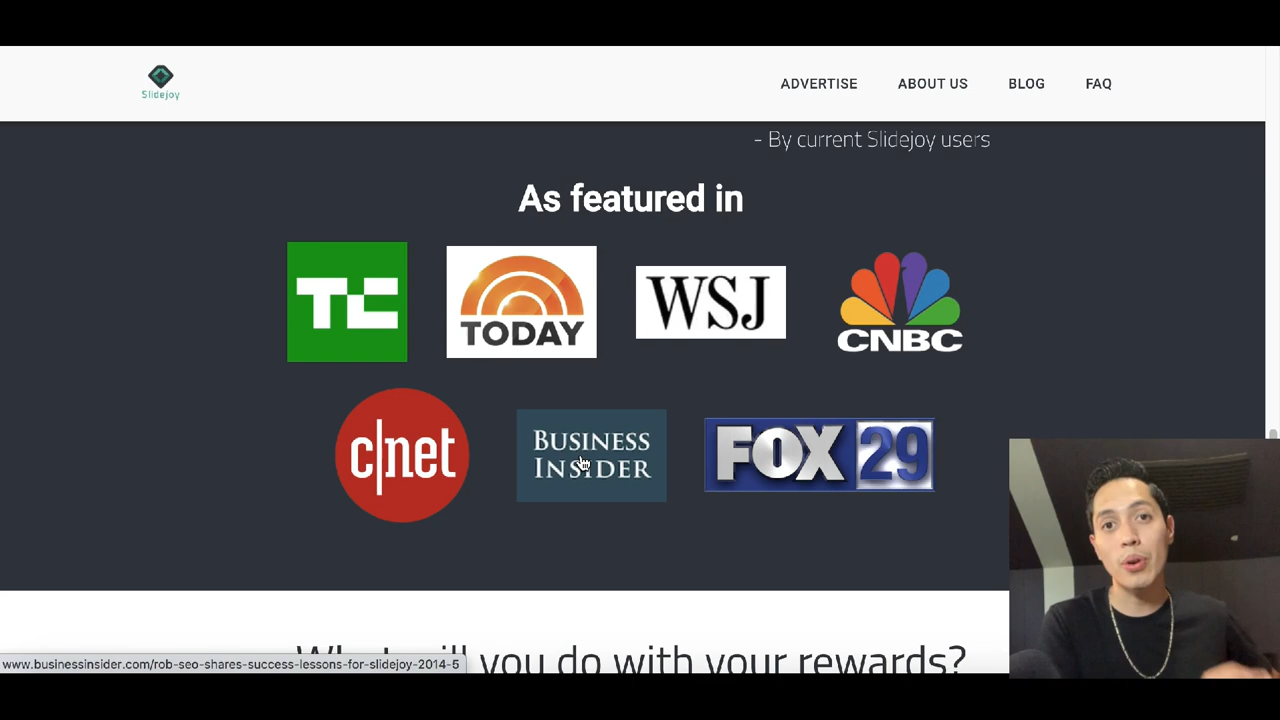 Slidejoy
ADVERTISE ABOUT US BLOG FAQ
- By current Slidejoy users
As featured in
TC TODAY WSJ CNBC
c|net BUSINESS INSIDER FOX 29
What will you do with your rewards?
www.businessinsider.com/rob-seo-shares-success-lessons-for-slidejoy-2014-5